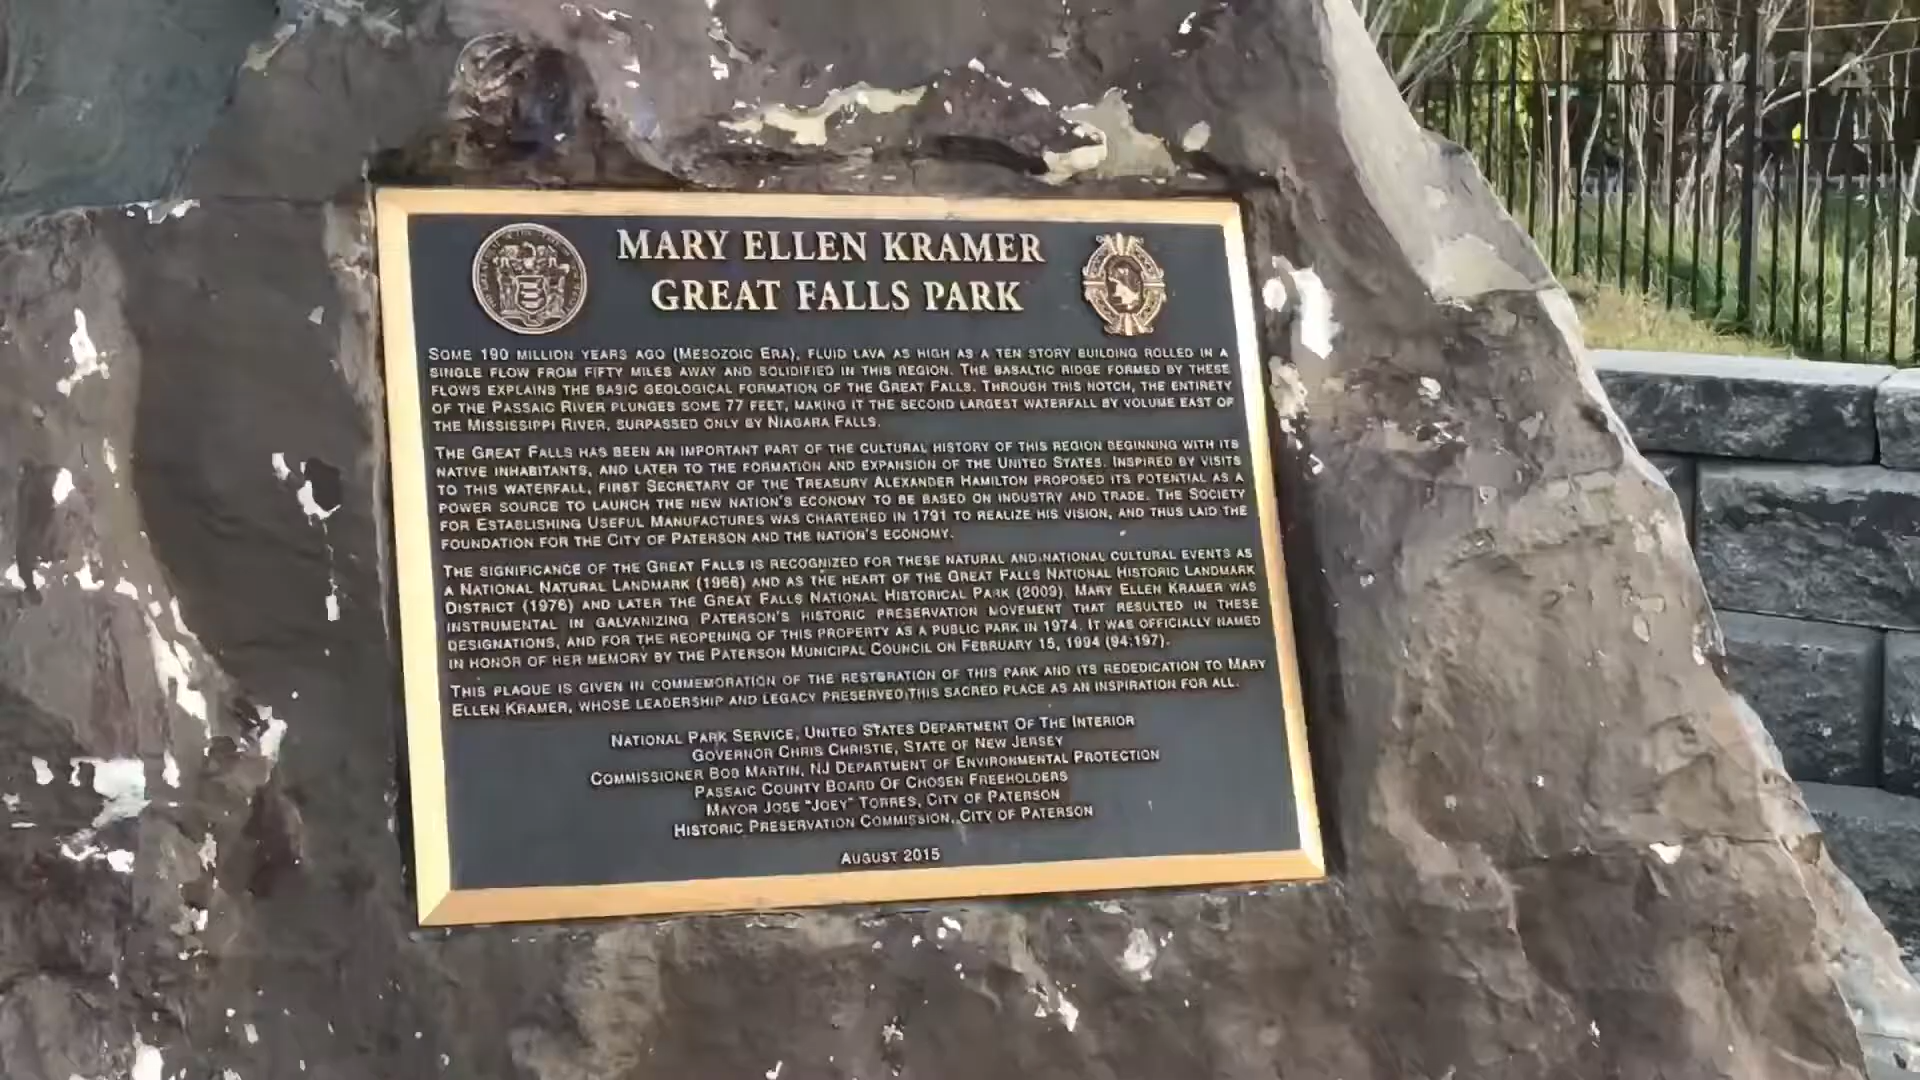 MARY ELLEN KRAMER
GREAT FALLS PARK
SOME 190 MILLION YEARS AGO (MESOZOIC ERA), FLUID LAVA AS HIGH AS A TEN STORY BUILDING ROLLED IN A
SINGLE FLOW FROM FIFTY MILES AWAY AND SOLIDIFIED IN THIS REGION. THE BASALTIC RIDGE FORMED BY THESE
FLOWS EXPLAINS THE BASIC GEOLOGICAL FORMATION OF THE GREAT FALLS. THROUGH THIS NOTCH, THE ENTIRETY
OF THE PASSAIC RIVER PLUNGES SOME 77 FEET, MAKING IT THE SECOND LARGEST WATERFALL BY VOLUME EAST OF
THE MISSISSIPPI RIVER, SURPASSED ONLY BY NIAGARA FALLS.
THE GREAT FALLS HAS BEEN AN IMPORTANT PART OF THE CULTURAL HISTORY OF THIS REGION BEGINNING WITH ITS
NATIVE INHABITANTS, AND LATER TO THE FORMATION AND EXPANSION OF THE UNITED STATES. INSPIRED BY VISITS
TO THIS WATERFALL, FIRST SECRETARY OF THE TREASURY ALEXANDER HAMILTON PROPOSED ITS POTENTIAL AS A
POWER SOURCE TO LAUNCH THE NEW NATION'S ECONOMY TO BE BASED ON INDUSTRY AND TRADE. THE SOCIETY
FOR ESTABLISHING USEFUL MANUFACTURES WAS CHARTERED IN 1791 TO REALIZE HIS VISION, AND THUS LAID THE
FOUNDATION FOR THE CITY OF PATERSON AND THE NATION'S ECONOMY.
THE SIGNIFICANCE OF THE GREAT FALLS IS RECOGNIZED FOR THESE NATURAL AND NATIONAL CULTURAL EVENTS AS
A NATIONAL NATURAL LANDMARK (1966) AND AS THE HEART OF THE GREAT FALLS NATIONAL HISTORIC LANDMARK
DISTRICT (1976) AND LATER THE GREAT FALLS NATIONAL HISTORICAL PARK (2009). MARY ELLEN KRAMER WAS
INSTRUMENTAL IN GALVANIZING PATERSON'S HISTORIC PRESERVATION MOVEMENT THAT RESULTED IN THESE
DESIGNATIONS, AND FOR THE REOPENING OF THIS PROPERTY AS A PUBLIC PARK IN 1974. IT WAS OFFICIALLY NAMED
IN HONOR OF HER MEMORY BY THE PATERSON MUNICIPAL COUNCIL ON FEBRUARY 15, 1994 (94:197).
THIS PLAQUE IS GIVEN IN COMMEMORATION OF THE RESTORATION OF THIS PARK AND ITS REDEDICATION TO MARY
ELLEN KRAMER, WHOSE LEADERSHIP AND LEGACY PRESERVED THIS SACRED PLACE AS AN INSPIRATION FOR ALL.
NATIONAL PARK SERVICE, UNITED STATES DEPARTMENT OF THE INTERIOR
GOVERNOR CHRIS CHRISTIE, STATE OF NEW JERSEY
COMMISSIONER BOB MARTIN, NJ DEPARTMENT OF ENVIRONMENTAL PROTECTION
PASSAIC COUNTY BOARD OF CHOSEN FREEHOLDERS
MAYOR JOSE "JOEY" TORRES, CITY OF PATERSON
HISTORIC PRESERVATION COMMISSION, CITY OF PATERSON
AUGUST 2015